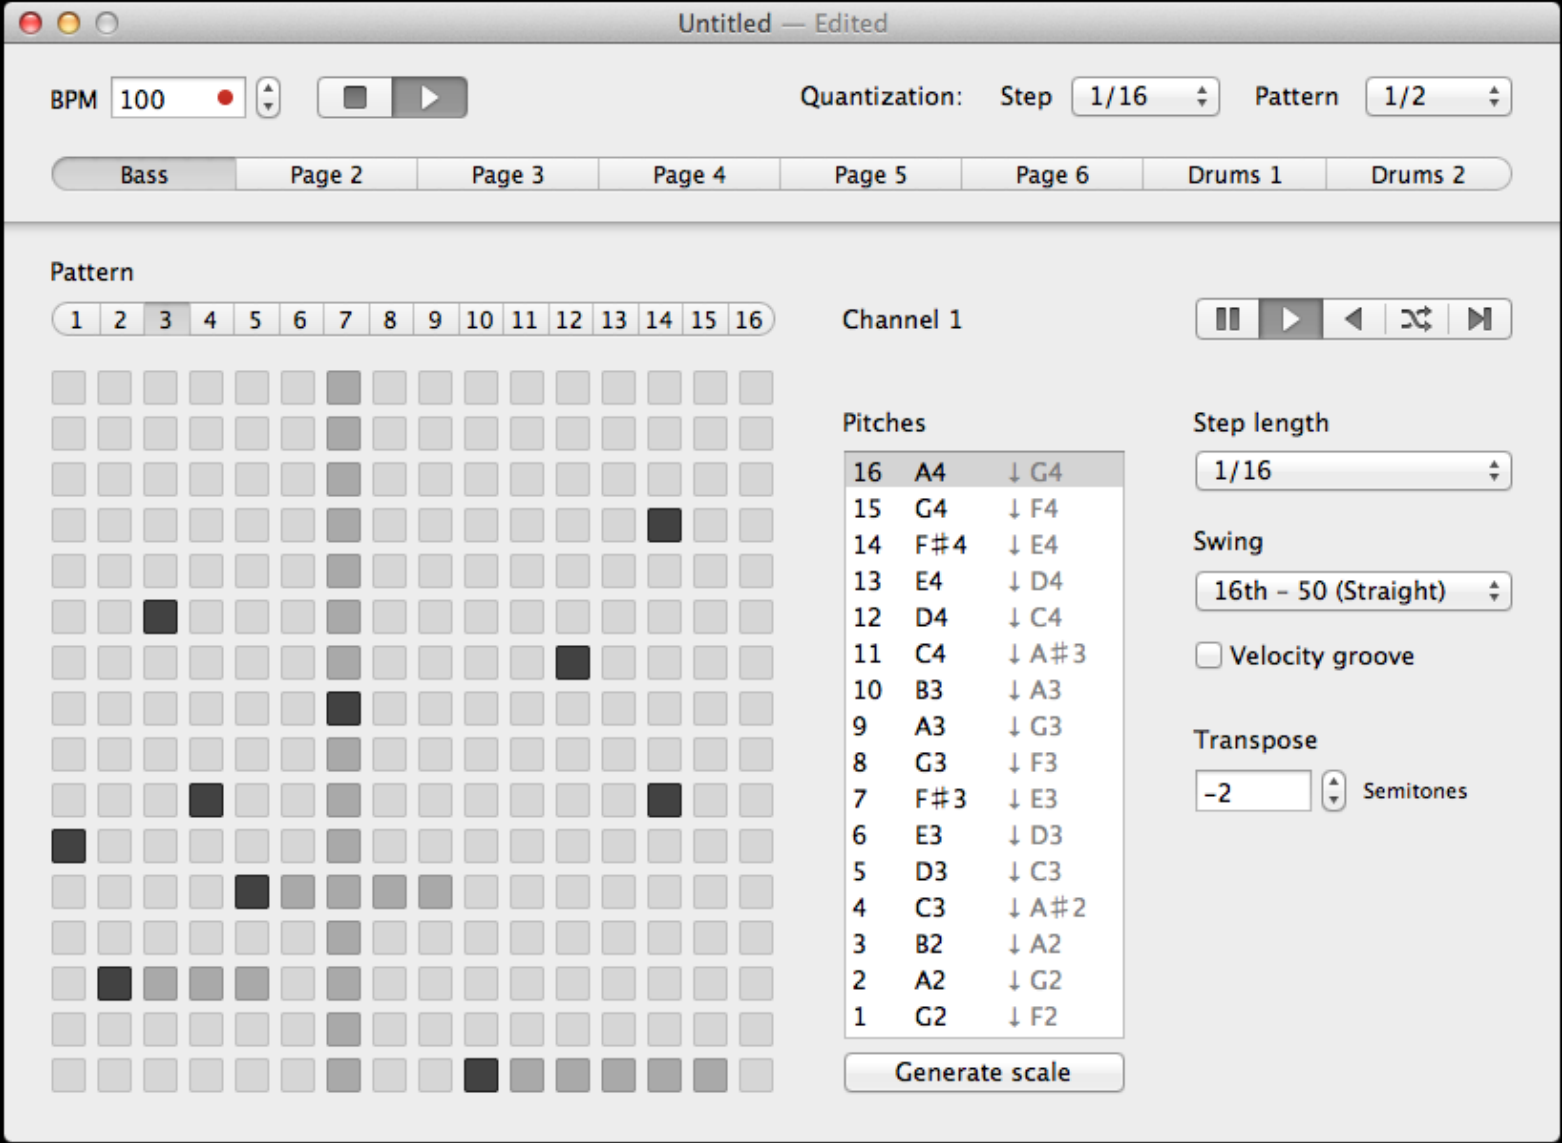 Untitled — Edited
BPM 100 Quantization: Step 1/16 Pattern 1/2
Bass Page 2 Page 3 Page 4 Page 5 Page 6 Drums 1 Drums 2
Pattern
1 2 3 4 5 6 7 8 9 10 11 12 13 14 15 16
Channel 1
Pitches
16 A4 ↓ G4
15 G4 ↓ F4
14 F♯4 ↓ E4
13 E4 ↓ D4
12 D4 ↓ C4
11 C4 ↓ A♯3
10 B3 ↓ A3
9 A3 ↓ G3
8 G3 ↓ F3
7 F♯3 ↓ E3
6 E3 ↓ D3
5 D3 ↓ C3
4 C3 ↓ A♯2
3 B2 ↓ A2
2 A2 ↓ G2
1 G2 ↓ F2
Generate scale
Step length
1/16
Swing
16th – 50 (Straight)
Velocity groove
Transpose
-2 Semitones